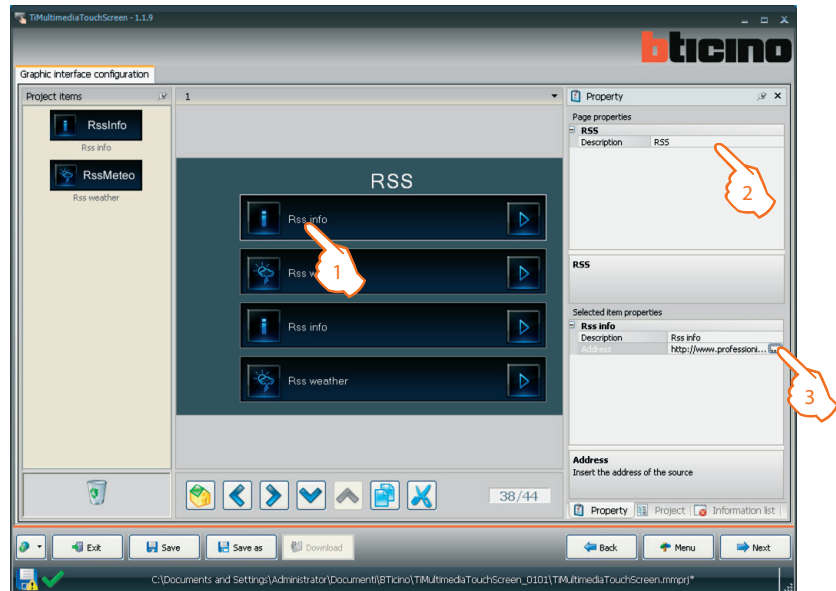 TiMultimediaTouchScreen - 1.1.9
bticino
Graphic interface configuration
Project items
RssInfo
Rss info
RssMeteo
Rss weather
1
RSS
Rss info
1
Rss w
Rss info
Rss weather
38/44
Property
Page properties
RSS
Description RSS
2
RSS
Selected item properties
Rss info
Description Rss info
Address http://www.professioni... ...
3
Address
Insert the address of the source
Property Project Information list
Exit Save Save as Download Back Menu Next
C:\Documents and Settings\Administrator\Documenti\BTicino\TiMultimediaTouchScreen_0101\TiMultimediaTouchScreen.mmprj*